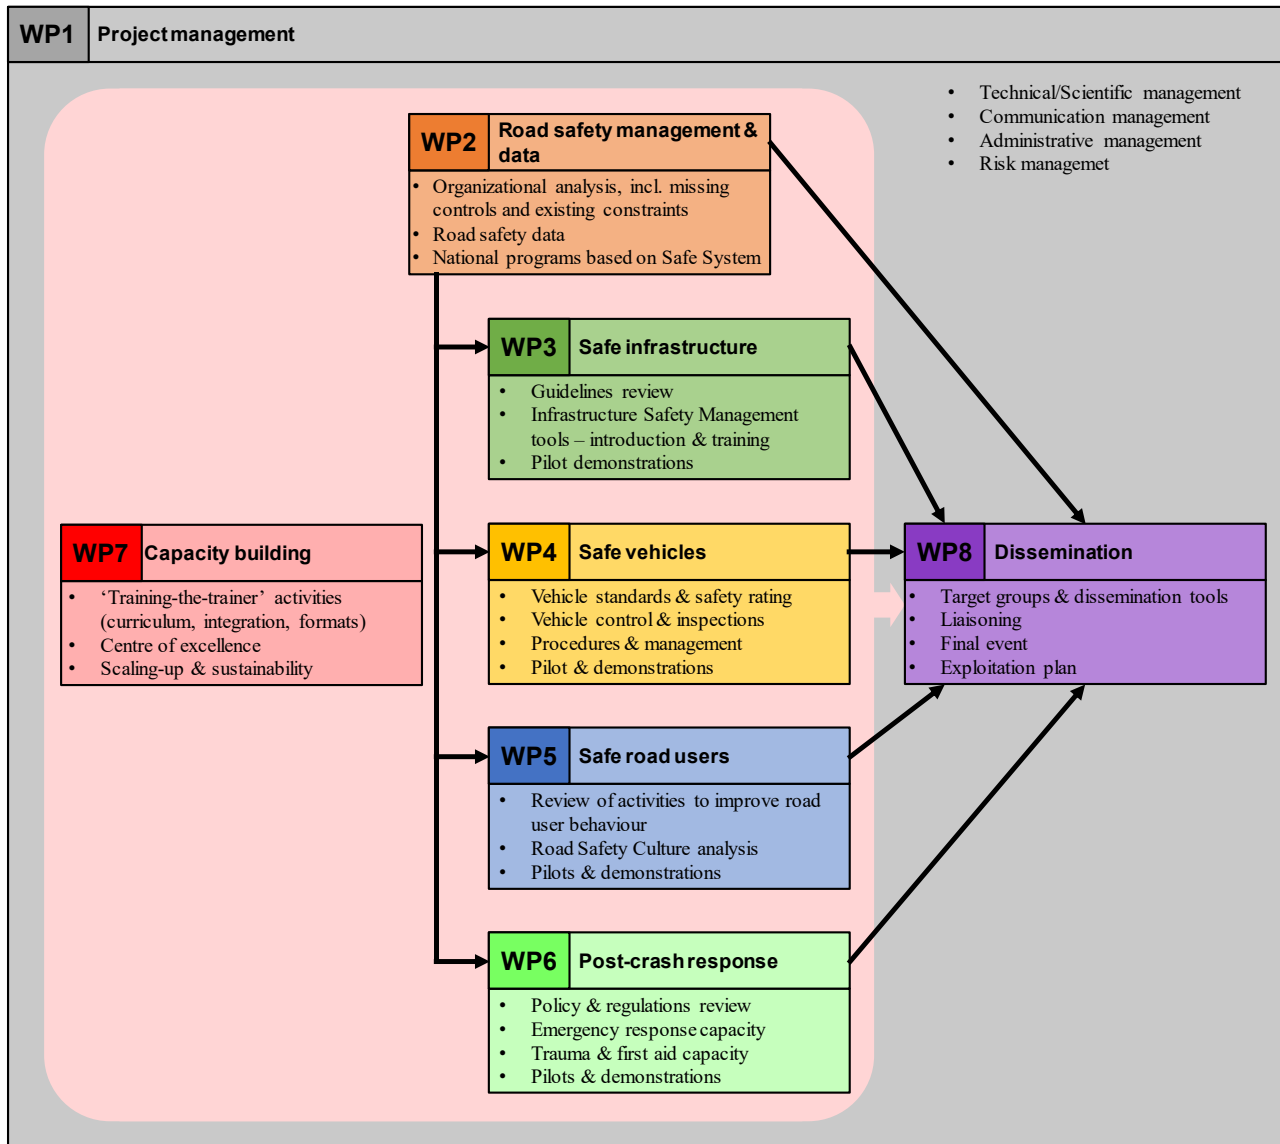 WP1 Project management
• Technical/Scientific management
• Communication management
• Administrative management
• Risk managemet
WP2 Road safety management &
data
• Organizational analysis, incl. missing
controls and existing constraints
• Road safety data
• National programs based on Safe System
WP3 Safe infrastructure
• Guidelines review
• Infrastructure Safety Management
tools – introduction & training
• Pilot demonstrations
WP7 Capacity building
• ‘Training-the-trainer’ activities
(curriculum, integration, formats)
• Centre of excellence
• Scaling-up & sustainability
WP4 Safe vehicles
• Vehicle standards & safety rating
• Vehicle control & inspections
• Procedures & management
• Pilot & demonstrations
WP8 Dissemination
• Target groups & dissemination tools
• Liaisoning
• Final event
• Exploitation plan
WP5 Safe road users
• Review of activities to improve road
user behaviour
• Road Safety Culture analysis
• Pilots & demonstrations
WP6 Post-crash response
• Policy & regulations review
• Emergency response capacity
• Trauma & first aid capacity
• Pilots & demonstrations